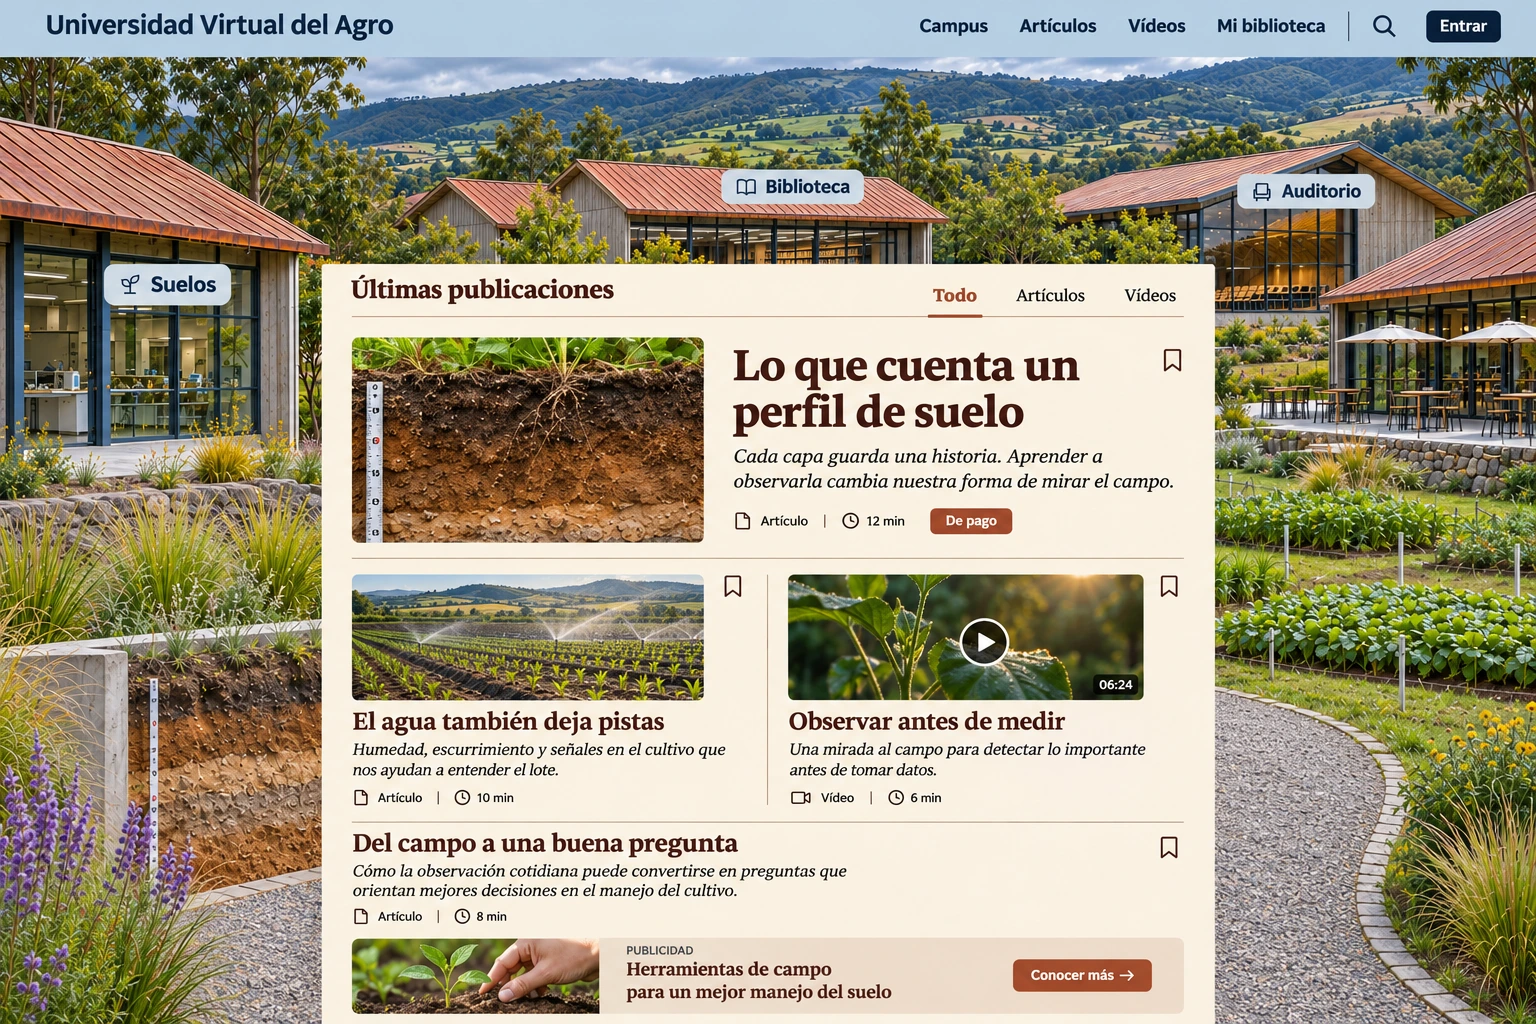 Universidad Virtual del Agro
Campus
Artículos
Vídeos
Mi biblioteca
Entrar
Biblioteca
Auditorio
Suelos
Últimas publicaciones
Todo
Artículos
Vídeos
Lo que cuenta un
perfil de suelo
Cada capa guarda una historia. Aprender a
observarla cambia nuestra forma de mirar el campo.
Artículo | 12 min
De pago
El agua también deja pistas
Humedad, escurrimiento y señales en el cultivo que
nos ayudan a entender el lote.
Artículo | 10 min
06:24
Observar antes de medir
Una mirada al campo para detectar lo importante
antes de tomar datos.
Vídeo | 6 min
Del campo a una buena pregunta
Cómo la observación cotidiana puede convertirse en preguntas que
orientan mejores decisiones en el manejo del cultivo.
Artículo | 8 min
PUBLICIDAD
Herramientas de campo
para un mejor manejo del suelo
Conocer más →